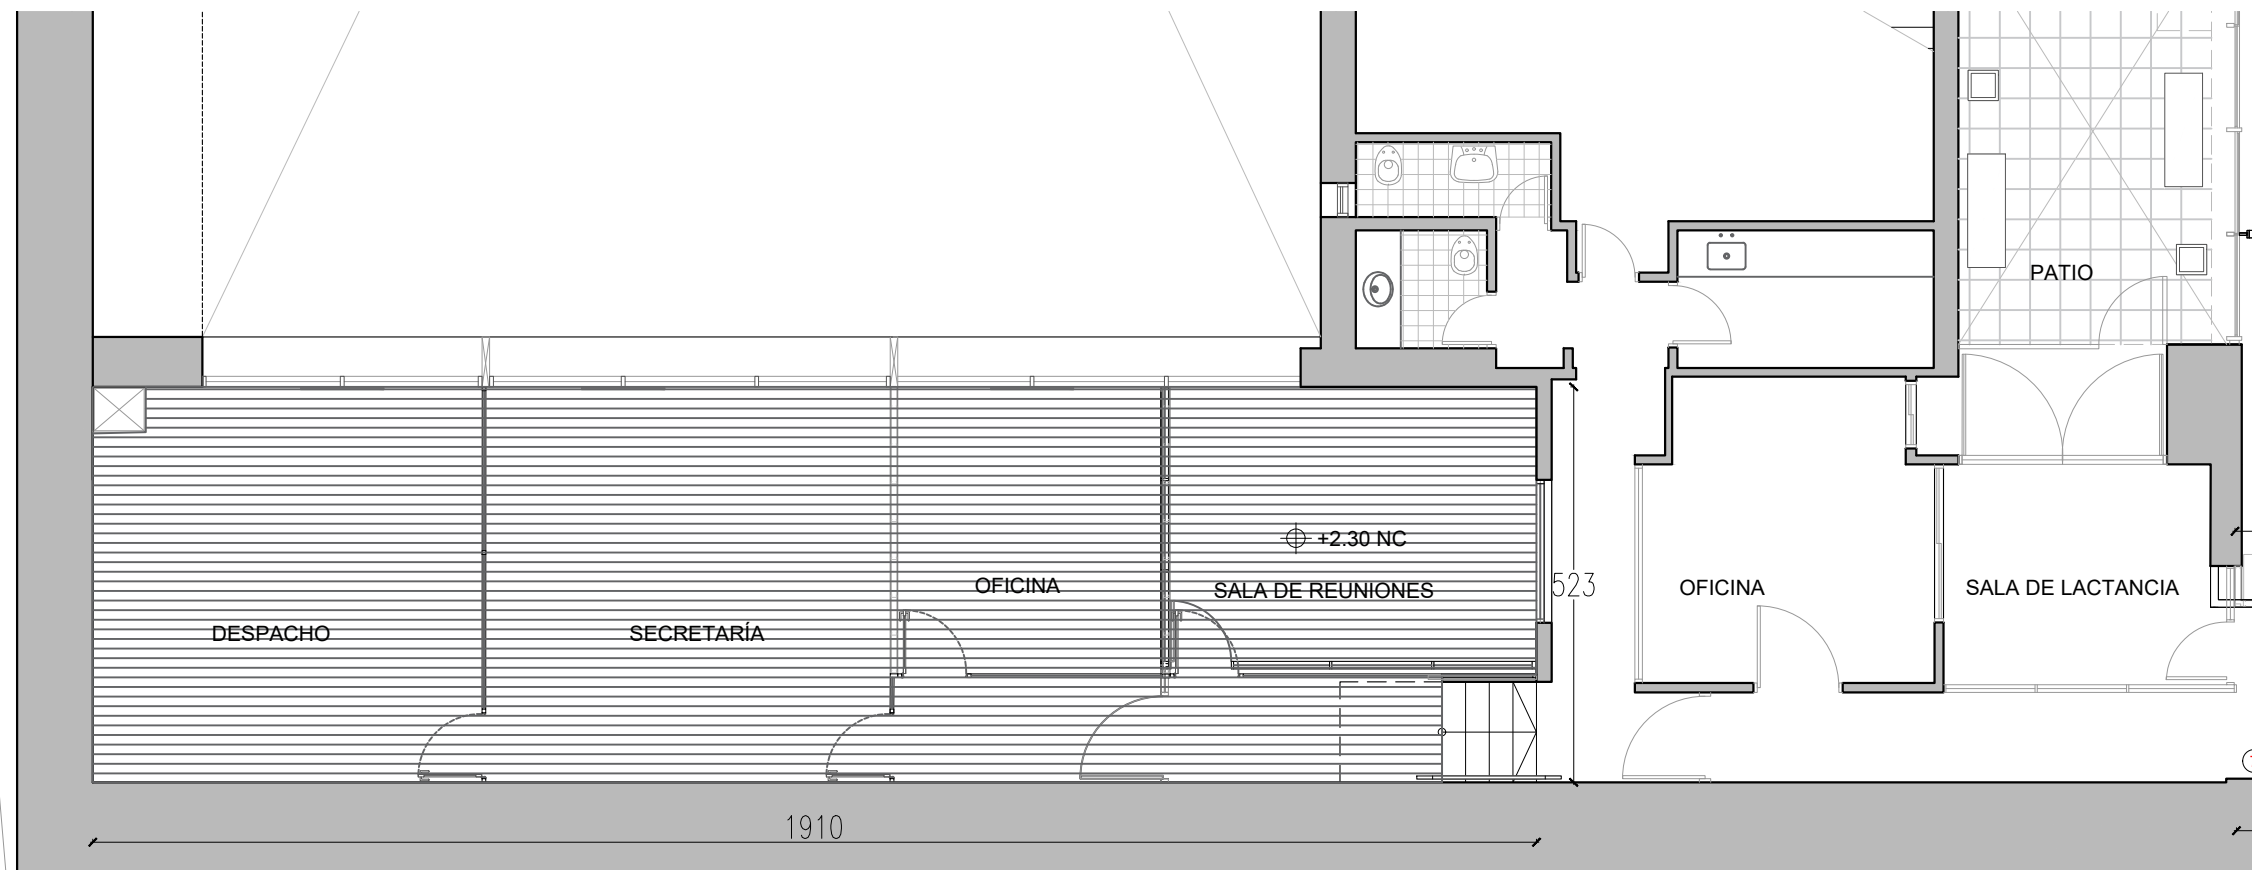 PATIO
+2.30 NC
523
OFICINA
SALA DE REUNIONES
OFICINA
SALA DE LACTANCIA
DESPACHO
SECRETARÍA
1910